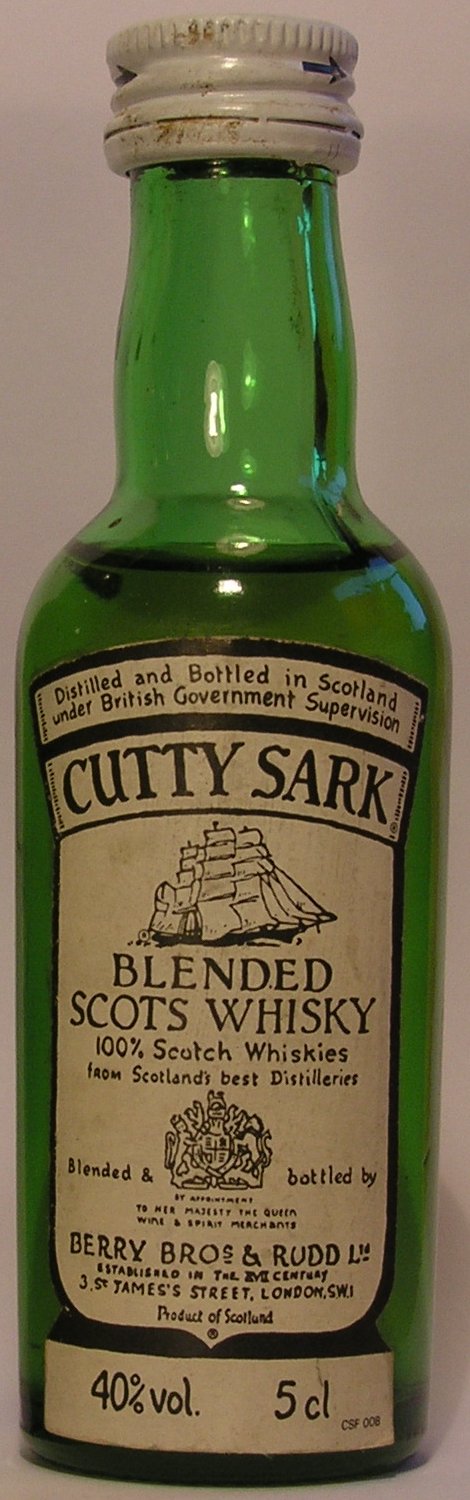 Distilled and Bottled in Scotland
under British Government Supervision
CUTTY SARK
®
BLENDED
SCOTS WHISKY
100% Scotch Whiskies
from Scotland's best Distilleries
Blended & bottled by
BY APPOINTMENT
TO HER MAJESTY THE QUEEN
WINE & SPIRIT MERCHANTS
BERRY BROS & RUDD LTD
ESTABLISHED IN THE XVII CENTURY
3, ST JAMES'S STREET, LONDON, SW.1
Product of Scotland
®
40% vol. 5 cl
CSF 00B